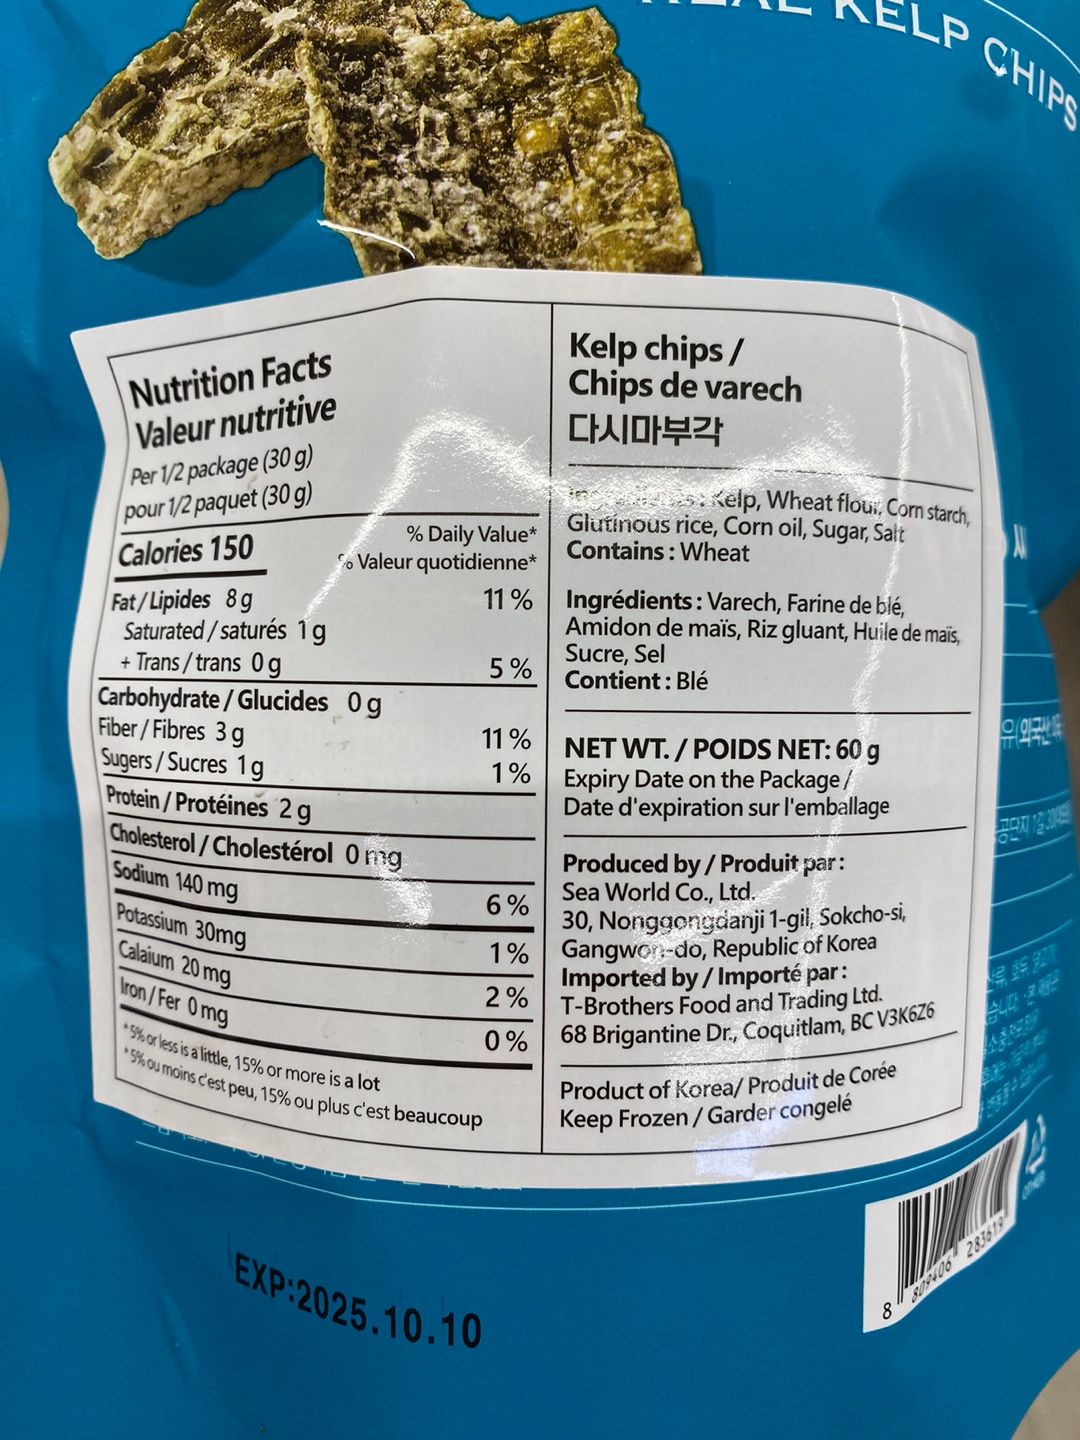 REAL KELP CHIPS
Nutrition Facts
Valeur nutritive
Per 1/2 package (30 g)
pour 1/2 paquet (30 g)
% Daily Value*
Calories 150
% Valeur quotidienne*
Fat / Lipides 8 g 11 %
Saturated / saturés 1 g
+ Trans / trans 0 g 5 %
Carbohydrate / Glucides 0 g
Fiber / Fibres 3 g 11 %
Sugers / Sucres 1 g 1 %
Protein / Protéines 2 g
Cholesterol / Cholestérol 0 mg
Sodium 140 mg 6 %
Potassium 30mg 1 %
Calaium 20 mg 2 %
Iron / Fer 0 mg 0 %
*5% or less is a little, 15% or more is a lot
*5% ou moins c'est peu, 15% ou plus c'est beaucoup
Kelp chips /
Chips de varech
다시마부각
Ingredients : Kelp, Wheat flour, Corn starch,
Glutinous rice, Corn oil, Sugar, Salt
Contains : Wheat
Ingrédients : Varech, Farine de blé,
Amidon de maïs, Riz gluant, Huile de maïs,
Sucre, Sel
Contient : Blé
NET WT. / POIDS NET: 60 g
Expiry Date on the Package /
Date d'expiration sur l'emballage
Produced by / Produit par :
Sea World Co., Ltd.
30, Nonggongdanji 1-gil, Sokcho-si,
Gangwon-do, Republic of Korea
Imported by / Importé par :
T-Brothers Food and Trading Ltd.
68 Brigantine Dr., Coquitlam, BC V3K6Z6
Product of Korea/ Produit de Corée
Keep Frozen / Garder congelé
EXP:2025.10.10
8 809406 283619